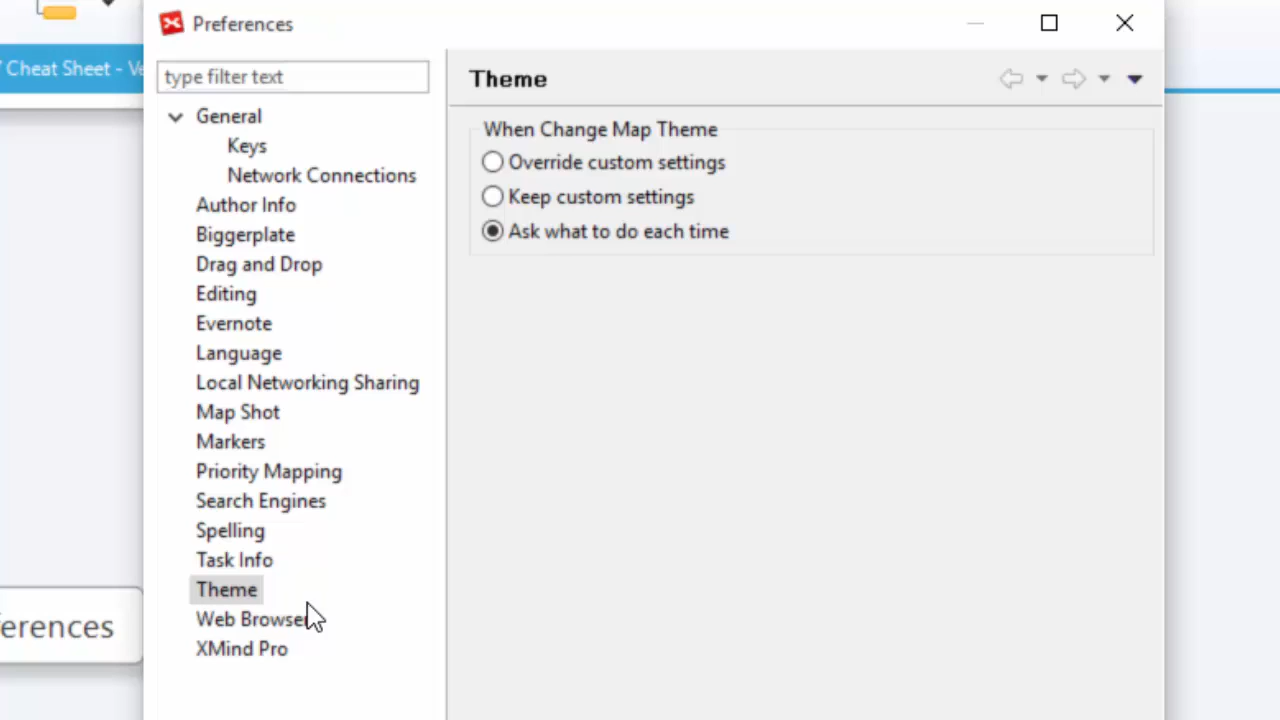 Preferences
Cheat Sheet - Ve
type filter text
Theme
General
Keys
Network Connections
Author Info
Biggerplate
Drag and Drop
Editing
Evernote
Language
Local Networking Sharing
Map Shot
Markers
Priority Mapping
Search Engines
Spelling
Task Info
Theme
Web Browser
XMind Pro
When Change Map Theme
Override custom settings
Keep custom settings
Ask what to do each time
erences